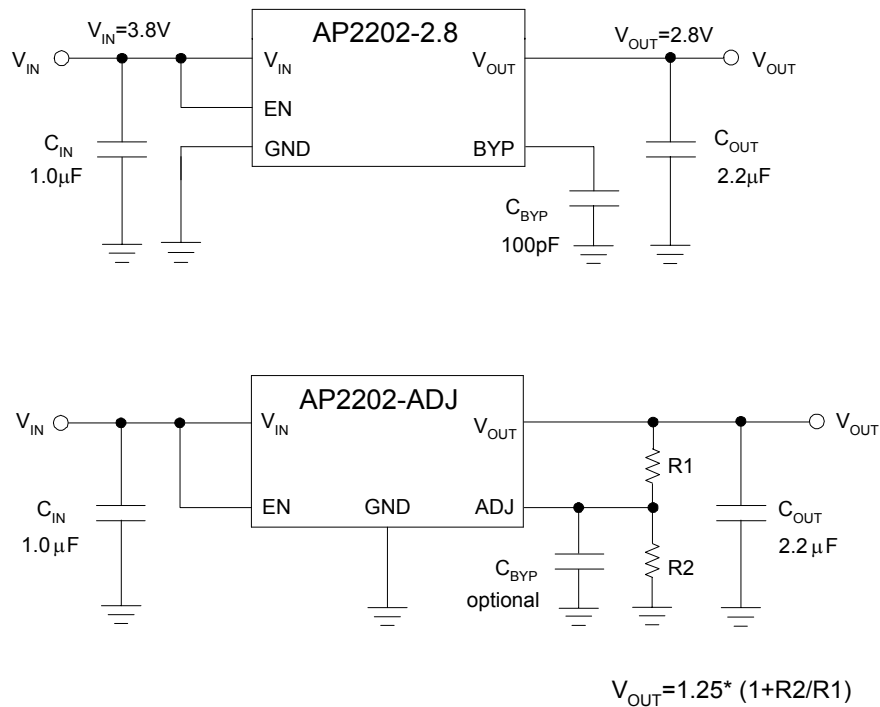 AP2202-2.8
V_IN=3.8V
V_OUT=2.8V
V_IN
V_IN
V_OUT
V_OUT
EN
GND
BYP
C_IN
1.0μF
C_OUT
2.2μF
C_BYP
100pF
AP2202-ADJ
V_IN
V_IN
V_OUT
V_OUT
R1
EN
GND
ADJ
C_IN
1.0μF
C_OUT
2.2μF
C_BYP
optional
R2
V_OUT=1.25* (1+R2/R1)